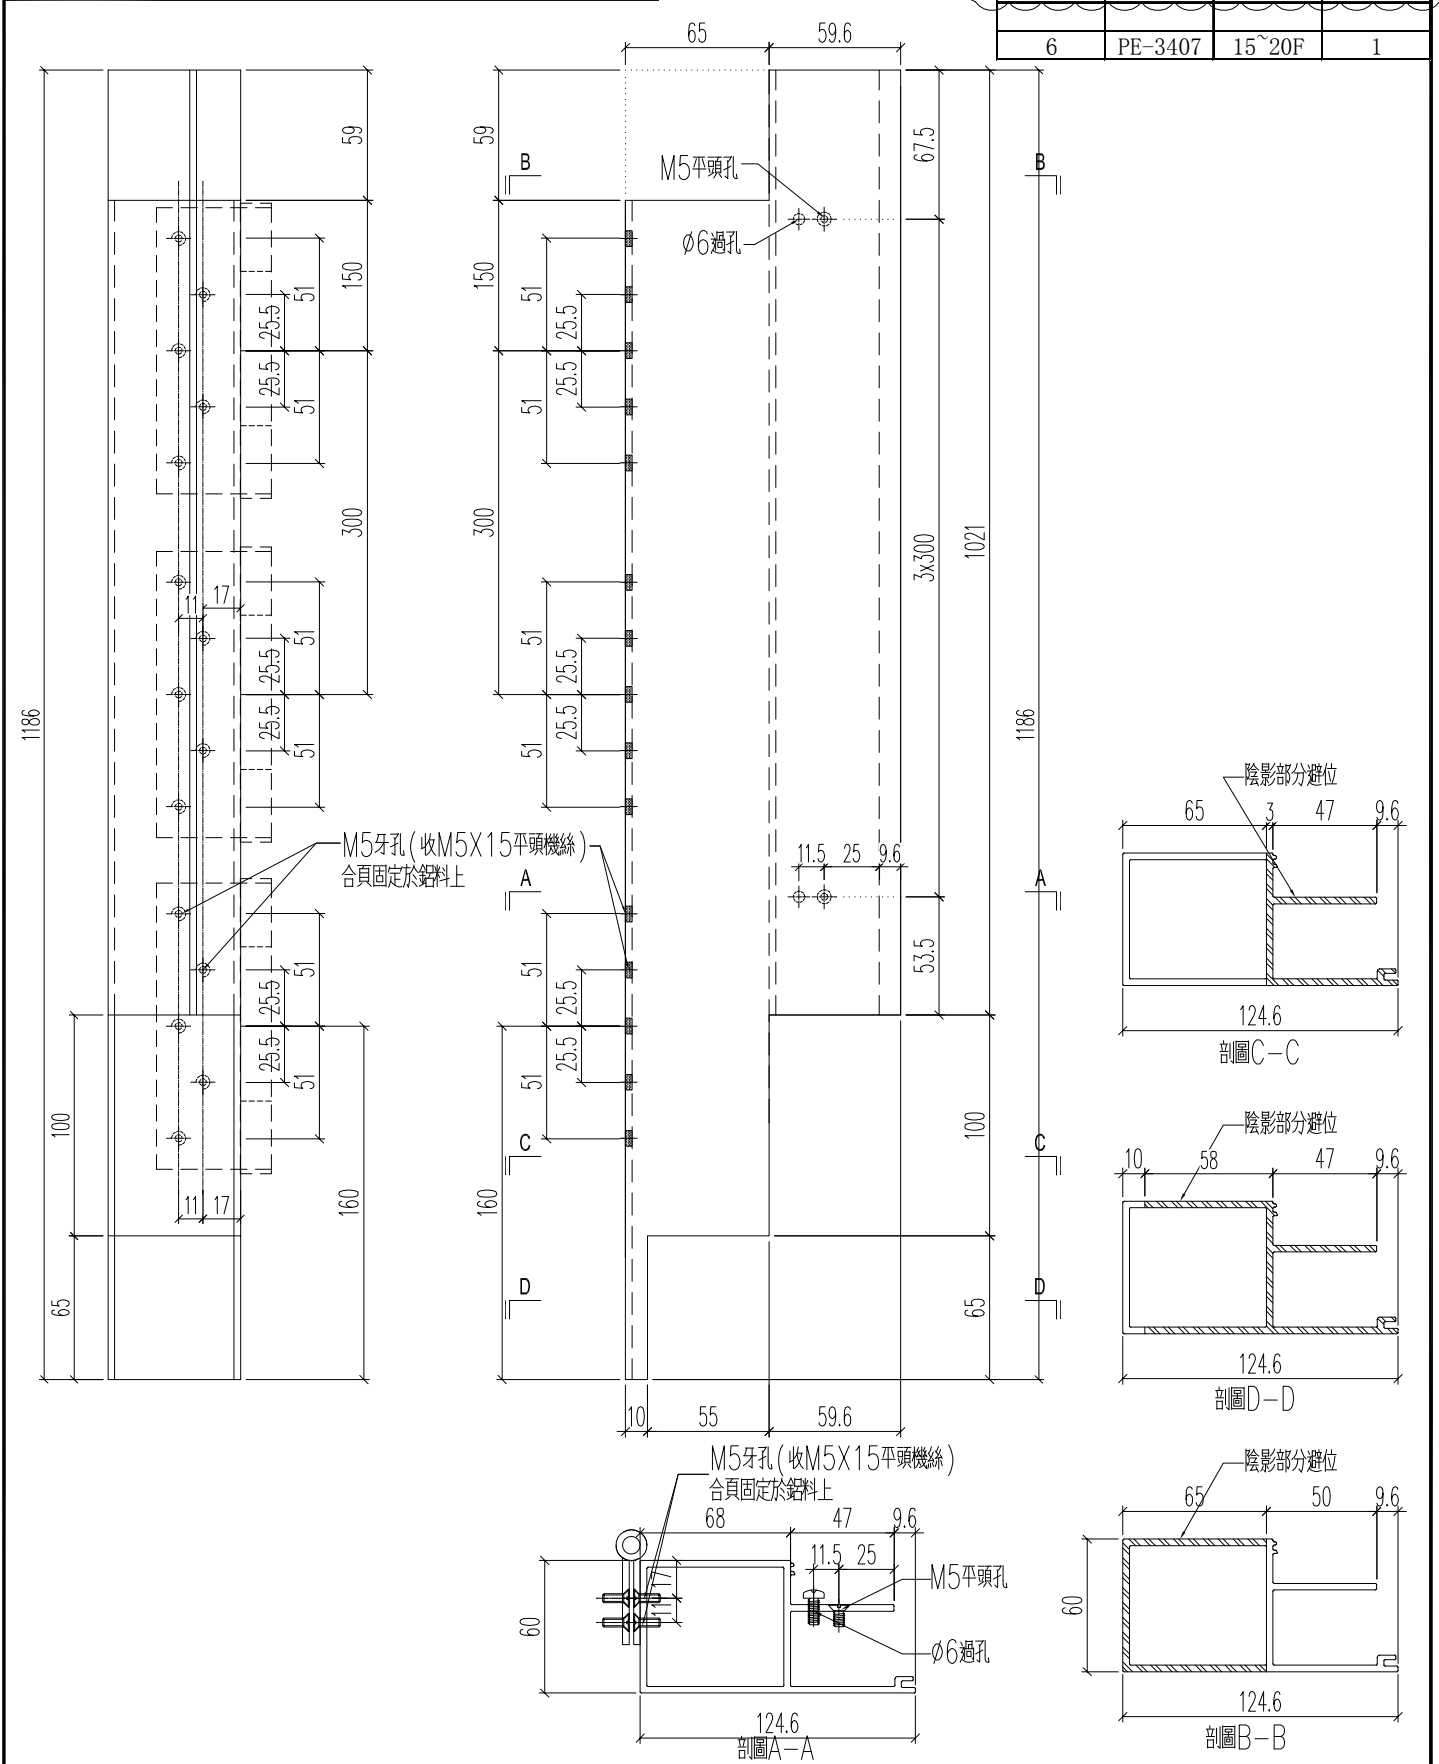 6 PE-3407 15~20F 1
65 59.6
59 59 67.5
B B
M5平頭孔
Ø6過孔
150 51 25.5 25.5 51
150 51 25.5 25.5 51
300 300 3x300 1021
11 17
51 25.5 25.5 51
51 25.5 25.5 51
1186 1186
M5牙孔(收M5X15平頭機絲)
合頁固定於鋁料上
11.5 25 9.6
A A
53.5
51 25.5 25.5 51
51 25.5 25.5 51
100 160 160 100
C C
11 17
65 65
D D
10 55 59.6
陰影部分避位
65 3 47 9.6
124.6
剖圖C-C
陰影部分避位
10 58 47 9.6
124.6
剖圖D-D
M5牙孔(收M5X15平頭機絲)
合頁固定於鋁料上
68 47 9.6
11.5 25
17
11
60
M5平頭孔
Ø6過孔
124.6
剖圖A-A
陰影部分避位
65 50 9.6
60
124.6
剖圖B-B